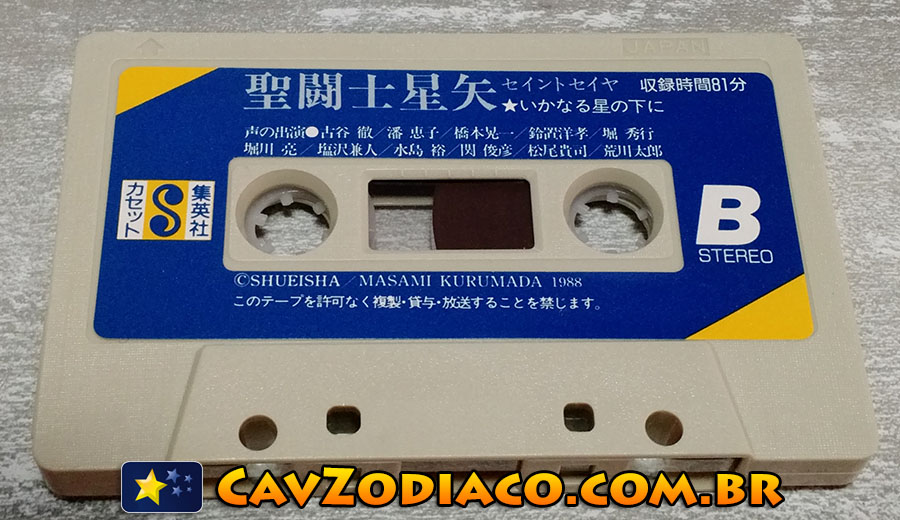 JAPAN
聖闘士星矢 セイントセイヤ 収録時間81分
★いかなる星の下に
声の出演●古谷 徹／潘 恵子／橋本晃一／鈴置洋孝／堀 秀行
堀川 亮／塩沢兼人／水島 裕／関 俊彦／松尾貴司／荒川太郎
カセット S 集英社
B
STEREO
©SHUEISHA／MASAMI KURUMADA 1988
このテープを許可なく複製・貸与・放送することを禁じます。
CAVZODIACO.COM.BR